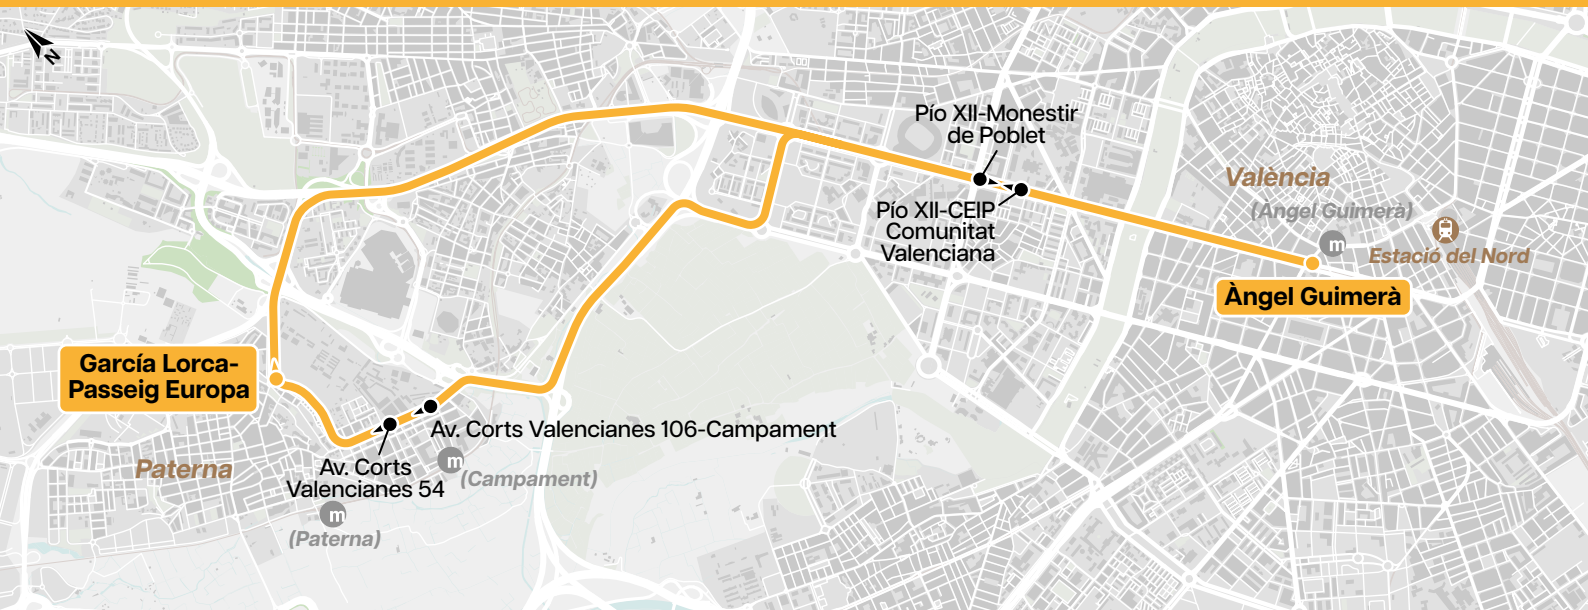 N
Pío XII-Monestir
de Poblet
València
(Àngel Guimerà)
m
Pío XII-CEIP
Comunitat
Valenciana
Estació del Nord
Àngel Guimerà
García Lorca-
Passeig Europa
Av. Corts Valencianes 106-Campament
m
(Campament)
Paterna
Av. Corts
Valencianes 54
m
(Paterna)